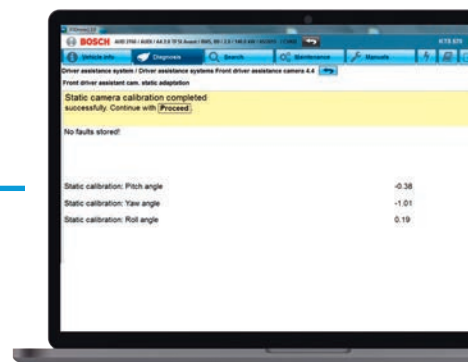 BOSCH
KTS
Vehicle info Diagnosis Search Maintenance Manuals
Driver assistance system / Driver assistance systems Front driver assistance camera 4.4
Front driver assistant cam. static adaptation
Static camera calibration completed
successfully. Continue with Proceed.
No faults stored!
Static calibration: Pitch angle -0.38
Static calibration: Yaw angle -1.01
Static calibration: Roll angle 0.19